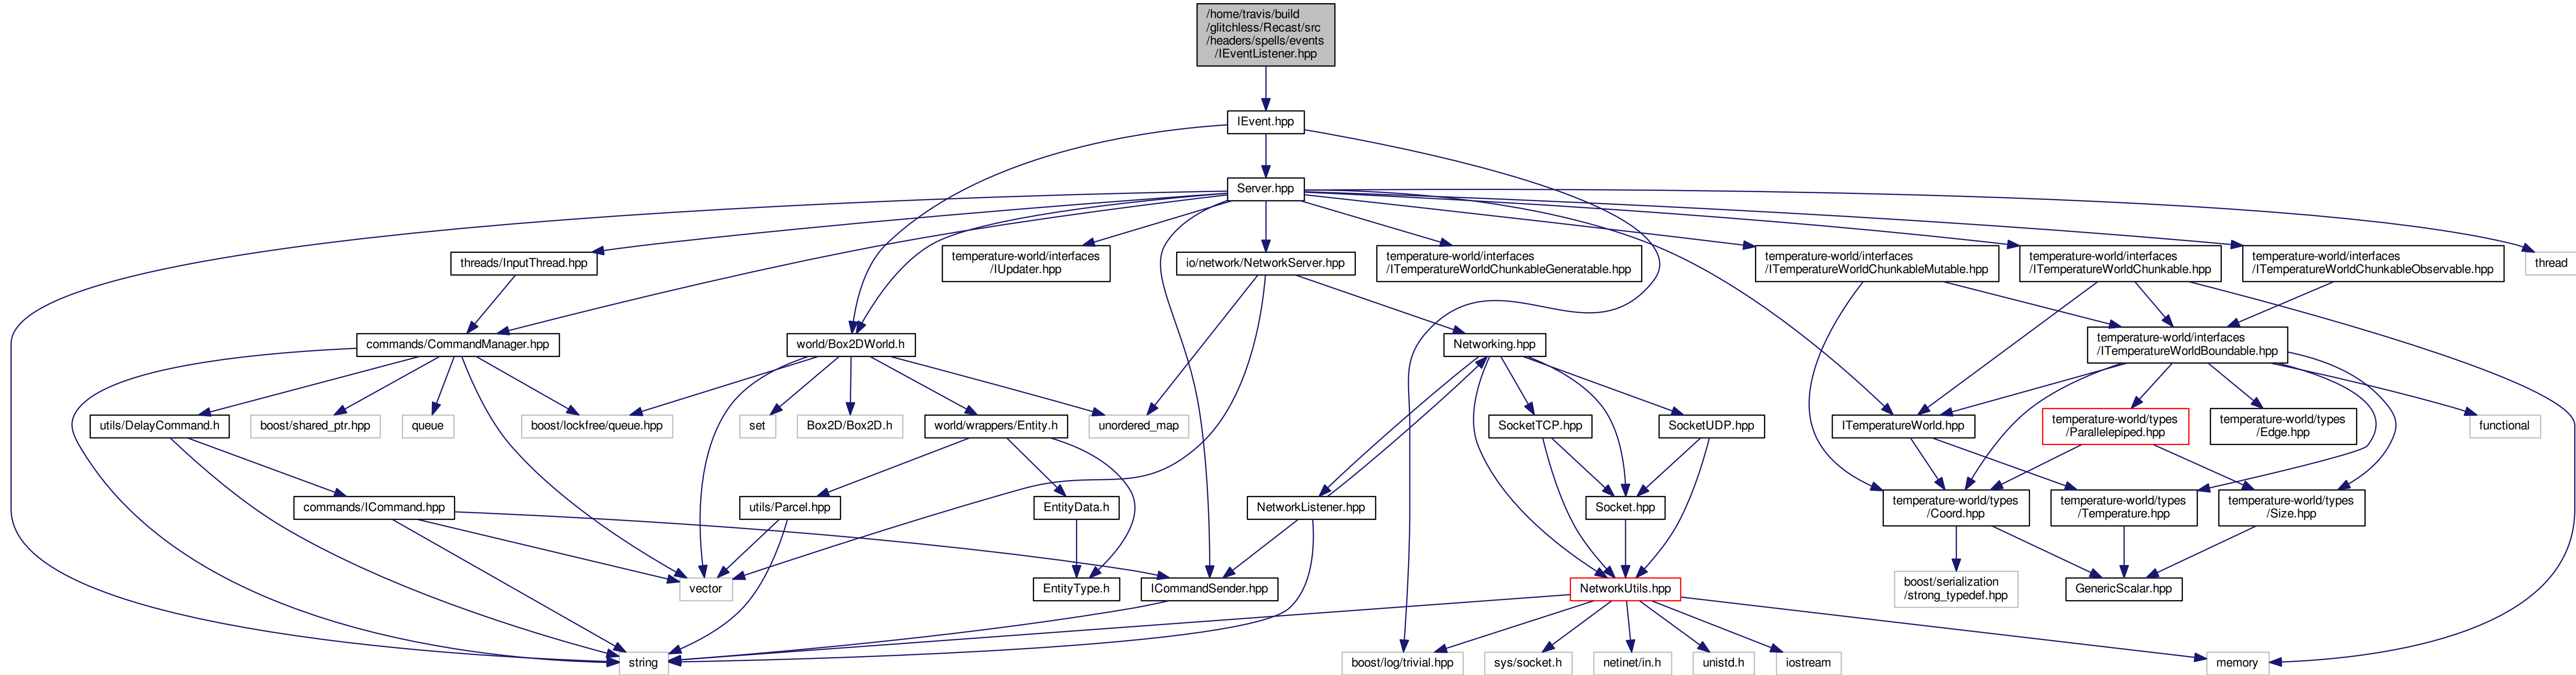 /home/travis/build
/glitchless/Recast/src
/headers/spells/events
/IEventListener.hpp
IEvent.hpp
Server.hpp
threads/InputThread.hpp
temperature-world/interfaces
/IUpdater.hpp
io/network/NetworkServer.hpp
temperature-world/interfaces
/ITemperatureWorldChunkableGeneratable.hpp
temperature-world/interfaces
/ITemperatureWorldChunkableMutable.hpp
temperature-world/interfaces
/ITemperatureWorldChunkable.hpp
temperature-world/interfaces
/ITemperatureWorldChunkableObservable.hpp
thread
commands/CommandManager.hpp
world/Box2DWorld.h
Networking.hpp
temperature-world/interfaces
/ITemperatureWorldBoundable.hpp
utils/DelayCommand.h
boost/shared_ptr.hpp
queue
boost/lockfree/queue.hpp
set
Box2D/Box2D.h
world/wrappers/Entity.h
unordered_map
SocketTCP.hpp
SocketUDP.hpp
ITemperatureWorld.hpp
temperature-world/types
/Parallelepiped.hpp
temperature-world/types
/Edge.hpp
functional
commands/ICommand.hpp
utils/Parcel.hpp
EntityData.h
NetworkListener.hpp
Socket.hpp
temperature-world/types
/Coord.hpp
temperature-world/types
/Temperature.hpp
temperature-world/types
/Size.hpp
vector
EntityType.h
ICommandSender.hpp
NetworkUtils.hpp
boost/serialization
/strong_typedef.hpp
GenericScalar.hpp
string
boost/log/trivial.hpp
sys/socket.h
netinet/in.h
unistd.h
iostream
memory